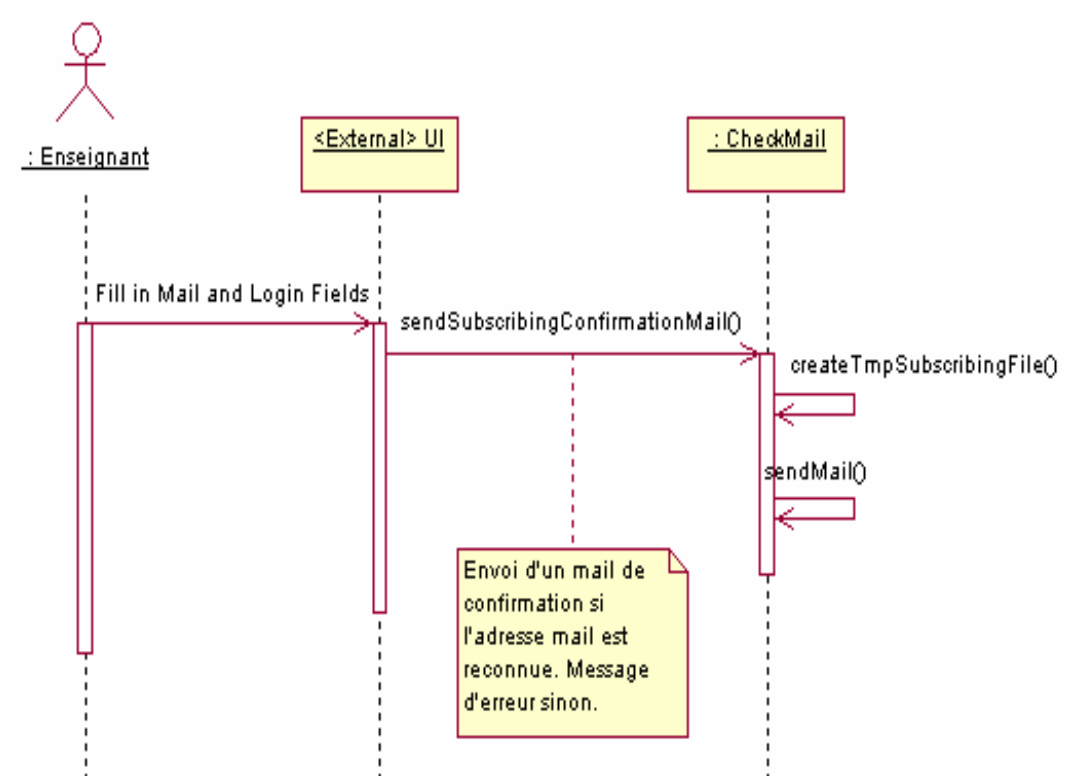 : Enseignant
<External> UI
: CheckMail
Fill in Mail and Login Fields
sendSubscribingConfirmationMail()
createTmpSubscribingFile()
sendMail()
Envoi d'un mail de
confirmation si
l'adresse mail est
reconnue. Message
d'erreur sinon.